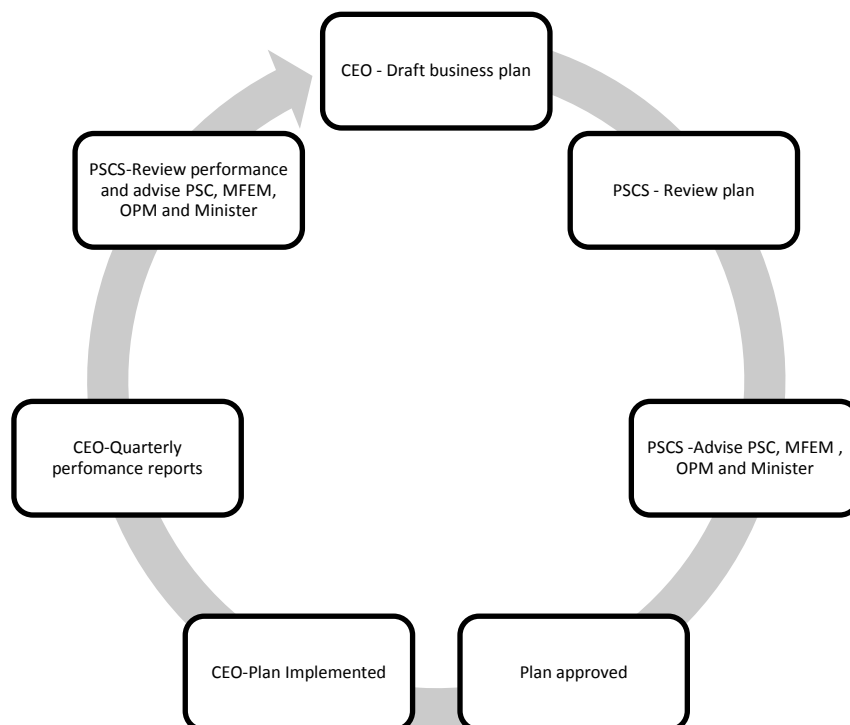 CEO - Draft business plan
PSCS - Review plan
PSCS -Advise PSC, MFEM ,
OPM and Minister
Plan approved
CEO-Plan Implemented
CEO-Quarterly
perfomance reports
PSCS-Review performance
and advise PSC, MFEM,
OPM and Minister